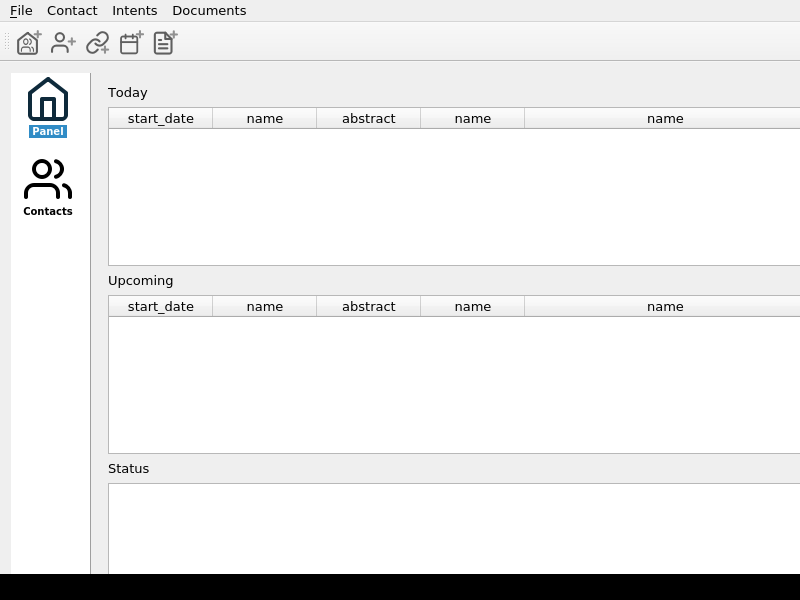 File Contact Intents Documents
Panel
Contacts
Today
start_date name abstract name name
Upcoming
start_date name abstract name name
Status